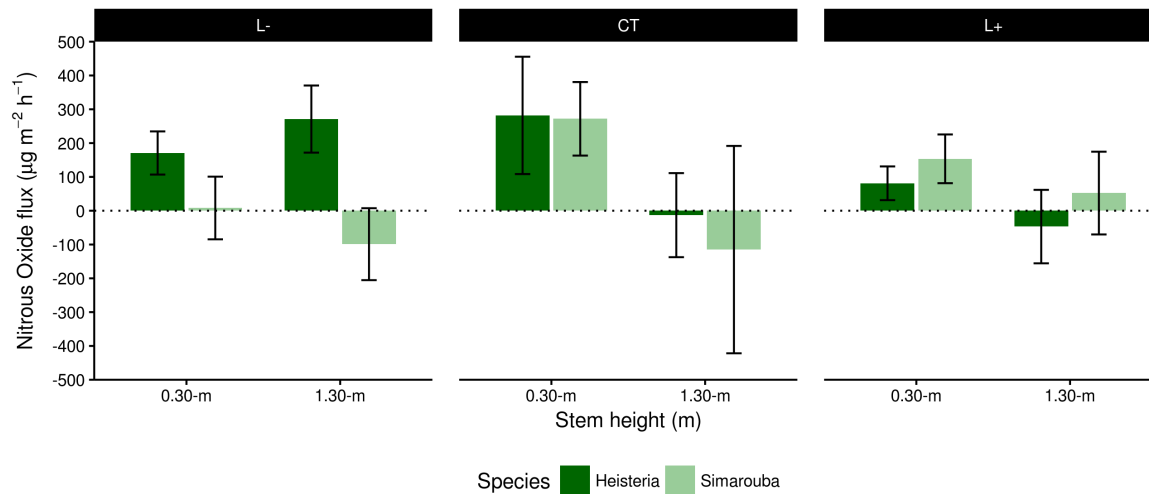 L-
CT
L+
Nitrous Oxide flux (µg m⁻² h⁻¹)
500
400
300
200
100
0
-100
-200
-300
-400
-500
0.30-m 1.30-m 0.30-m 1.30-m 0.30-m 1.30-m
Stem height (m)
Species Heisteria Simarouba